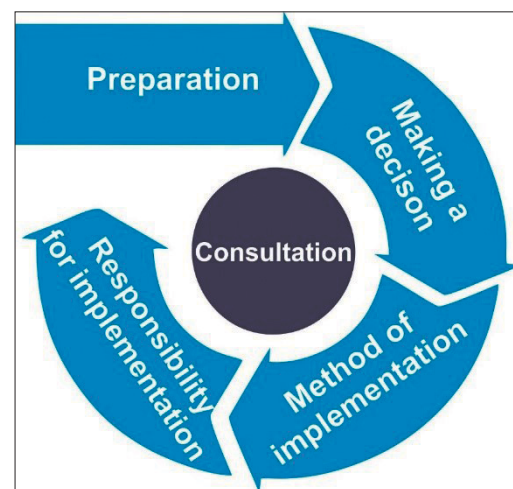 Preparation
Making a
decison
Method of
implementation
Responsibility
for implementation
Consultation